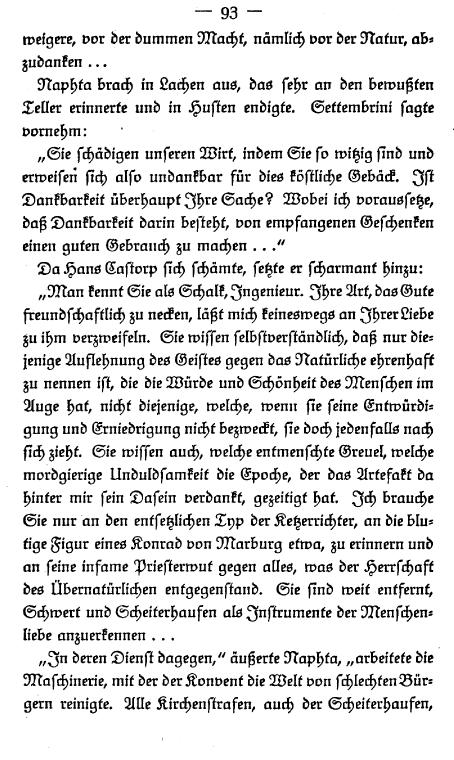 — 93 —
weigere, vor der dummen Macht, nämlich vor der Natur, ab-
zudanken . . .
Naphta brach in Lachen aus, das sehr an den bewußten
Teller erinnerte und in Husten endigte. Settembrini sagte
vornehm:
„Sie schädigen unseren Wirt, indem Sie so witzig sind und
erweisen sich also undankbar für dies köstliche Gebäck. Ist
Dankbarkeit überhaupt Ihre Sache? Wobei ich voraussetze,
daß Dankbarkeit darin besteht, von empfangenen Geschenken
einen guten Gebrauch zu machen . . .“
Da Hans Castorp sich schämte, setzte er scharmant hinzu:
„Man kennt Sie als Schalk, Ingenieur. Ihre Art, das Gute
freundschaftlich zu necken, läßt mich keineswegs an Ihrer Liebe
zu ihm verzweifeln. Sie wissen selbstverständlich, daß nur die-
jenige Auflehnung des Geistes gegen das Natürliche ehrenhaft
zu nennen ist, die die Würde und Schönheit des Menschen im
Auge hat, nicht diejenige, welche, wenn sie seine Entwürdi-
gung und Erniedrigung nicht bezweckt, sie doch jedenfalls nach
sich zieht. Sie wissen auch, welche entmenschte Greuel, welche
mordgierige Unduldsamkeit die Epoche, der das Artefakt da
hinter mir sein Dasein verdankt, gezeitigt hat. Ich brauche
Sie nur an den entsetzlichen Typ der Ketzerrichter, an die blu-
tige Figur eines Konrad von Marburg etwa, zu erinnern und
an seine infame Priesterwut gegen alles, was der Herrschaft
des Übernatürlichen entgegenstand. Sie sind weit entfernt,
Schwert und Scheiterhaufen als Instrumente der Menschen-
liebe anzuerkennen . . .
„In deren Dienst dagegen,“ äußerte Naphta, „arbeitete die
Maschinerie, mit der der Konvent die Welt von schlechten Bür-
gern reinigte. Alle Kirchenstrafen, auch der Scheiterhaufen,